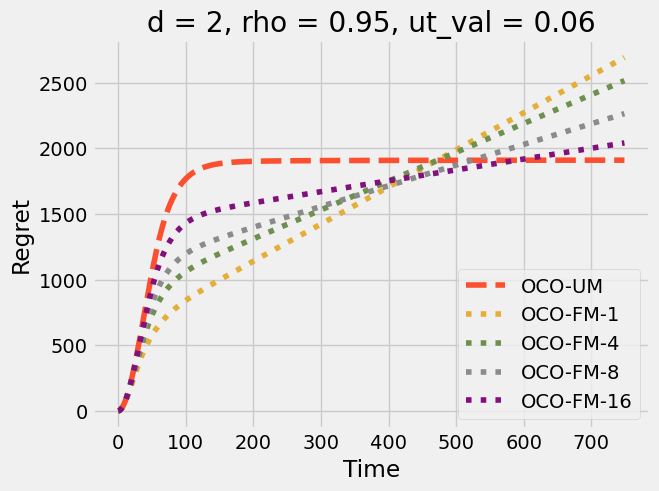 d = 2, rho = 0.95, ut_val = 0.06
Regret
2500
2000
1500
1000
500
0
0 100 200 300 400 500 600 700
Time
OCO-UM
OCO-FM-1
OCO-FM-4
OCO-FM-8
OCO-FM-16